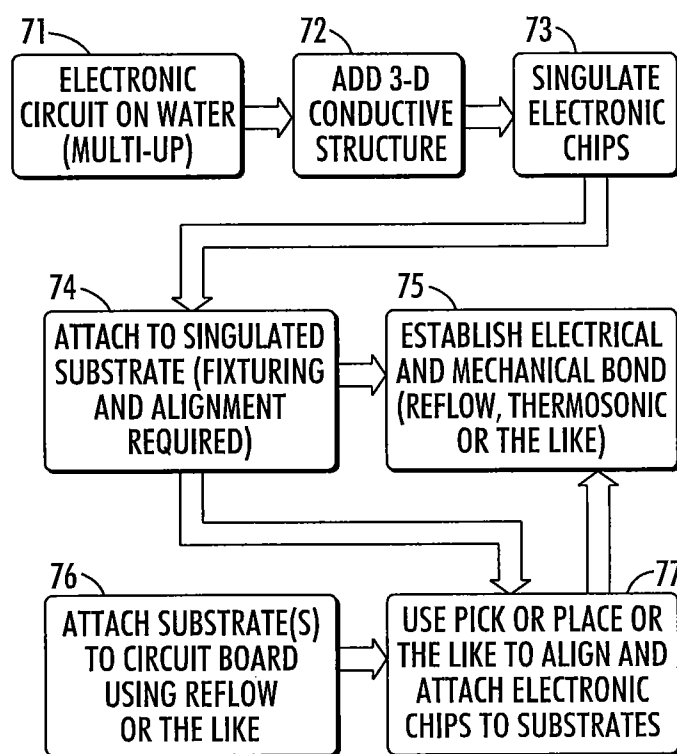 71
ELECTRONIC
CIRCUIT ON WATER
(MULTI-UP)
72
ADD 3-D
CONDUCTIVE
STRUCTURE
73
SINGULATE
ELECTRONIC
CHIPS
74
ATTACH TO SINGULATED
SUBSTRATE (FIXTURING
AND ALIGNMENT
REQUIRED)
75
ESTABLISH ELECTRICAL
AND MECHANICAL BOND
(REFLOW, THERMOSONIC
OR THE LIKE)
76
ATTACH SUBSTRATE(S)
TO CIRCUIT BOARD
USING REFLOW
OR THE LIKE
77
USE PICK OR PLACE OR
THE LIKE TO ALIGN AND
ATTACH ELECTRONIC
CHIPS TO SUBSTRATES